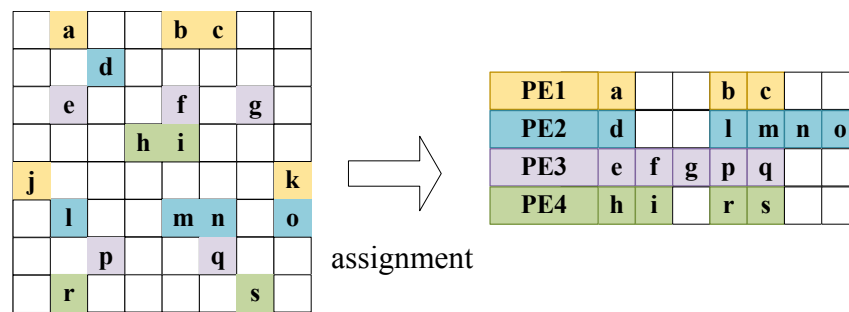 a b c
d
e f g
h i
j k
l m n o
p q
r s
assignment
PE1 a b c
PE2 d l m n o
PE3 e f g p q
PE4 h i r s